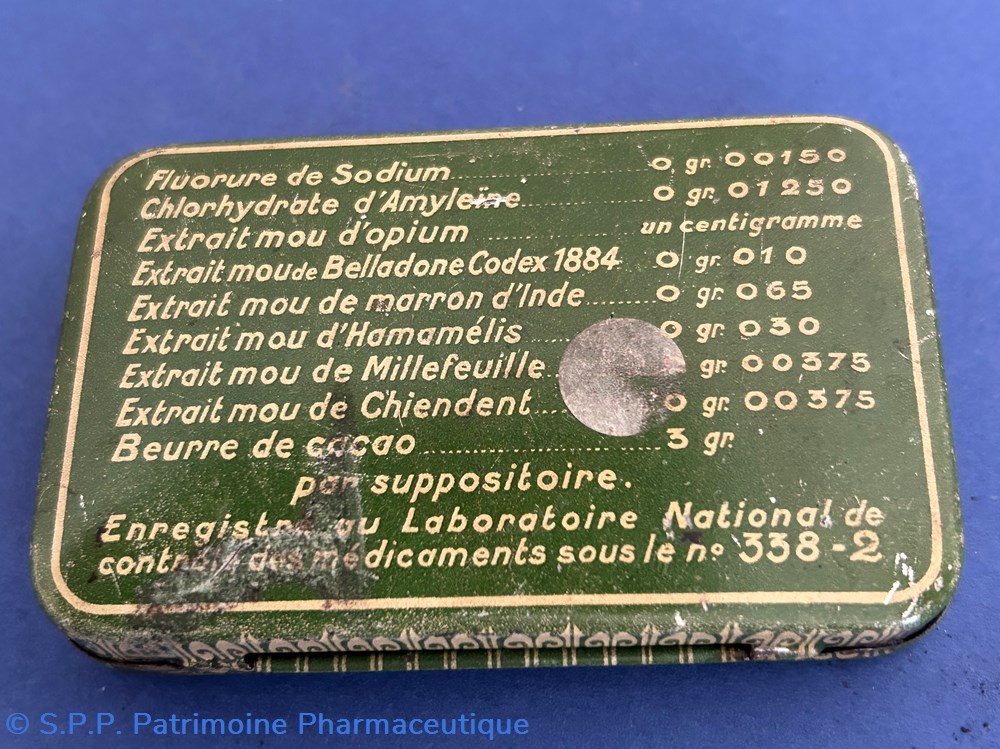 Fluorure de Sodium 0 gr. 00150
Chlorhydrate d'Amyleïne 0 gr. 01250
Extrait mou d'opium un centigramme
Extrait mou de Belladone Codex 1884 0 gr. 010
Extrait mou de marron d'Inde 0 gr. 065
Extrait mou d'Hamamélis 0 gr. 030
Extrait mou de Millefeuille gr. 00375
Extrait mou de Chiendent 0 gr. 00375
Beurre de cacao 3 gr.
par suppositoire.
Enregistré au Laboratoire National de
contrôle des médicaments sous le nº 338-2
© S.P.P. Patrimoine Pharmaceutique